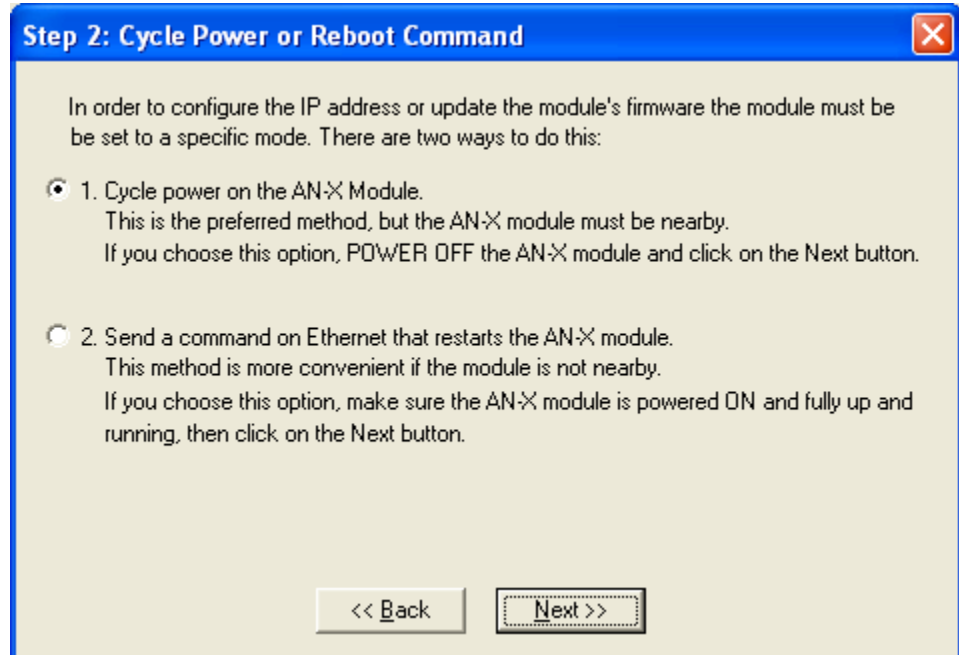 Step 2: Cycle Power or Reboot Command
In order to configure the IP address or update the module's firmware the module must be
be set to a specific mode. There are two ways to do this:
1. Cycle power on the AN-X Module.
This is the preferred method, but the AN-X module must be nearby.
If you choose this option, POWER OFF the AN-X module and click on the Next button.
2. Send a command on Ethernet that restarts the AN-X module.
This method is more convenient if the module is not nearby.
If you choose this option, make sure the AN-X module is powered ON and fully up and
running, then click on the Next button.
<< Back
Next >>